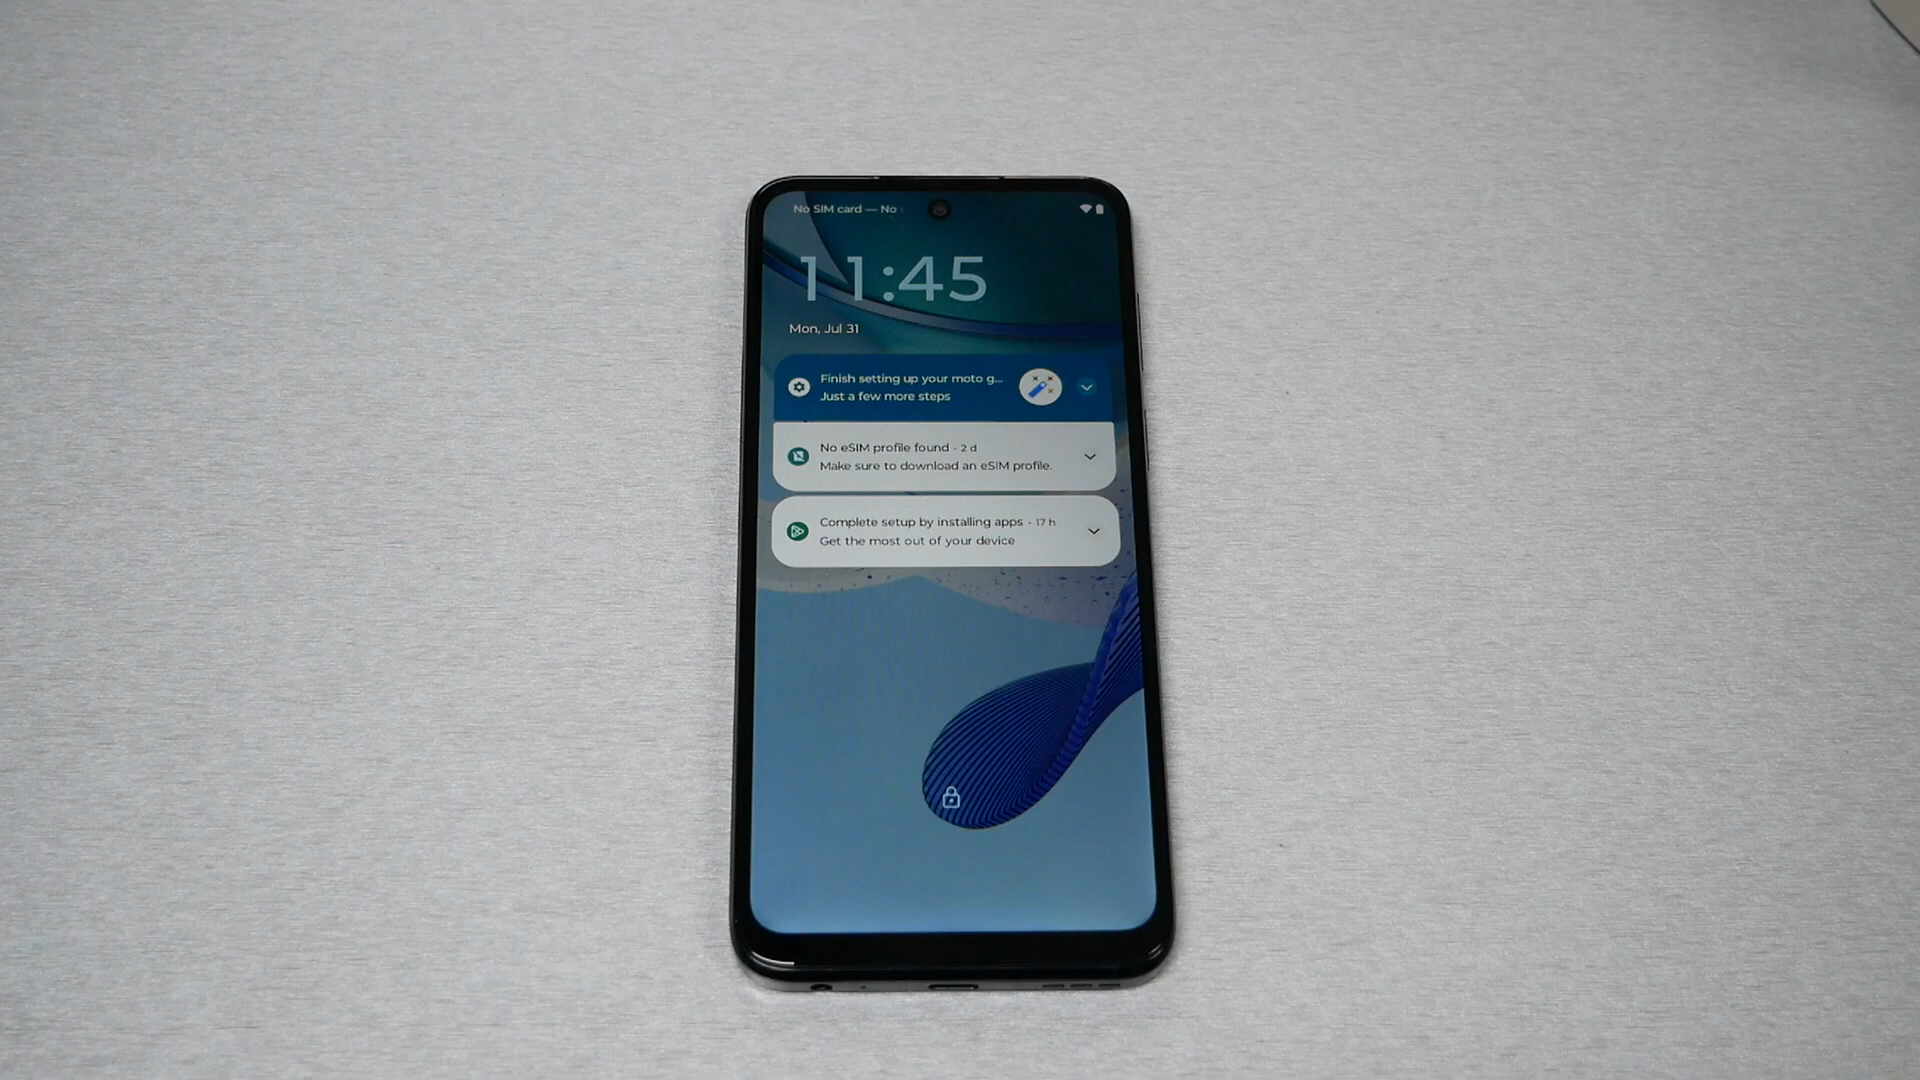 No SIM card — No
11:45
Mon, Jul 31
Finish setting up your moto g...
Just a few more steps
No eSIM profile found · 2 d
Make sure to download an eSIM profile.
Complete setup by installing apps · 17 h
Get the most out of your device